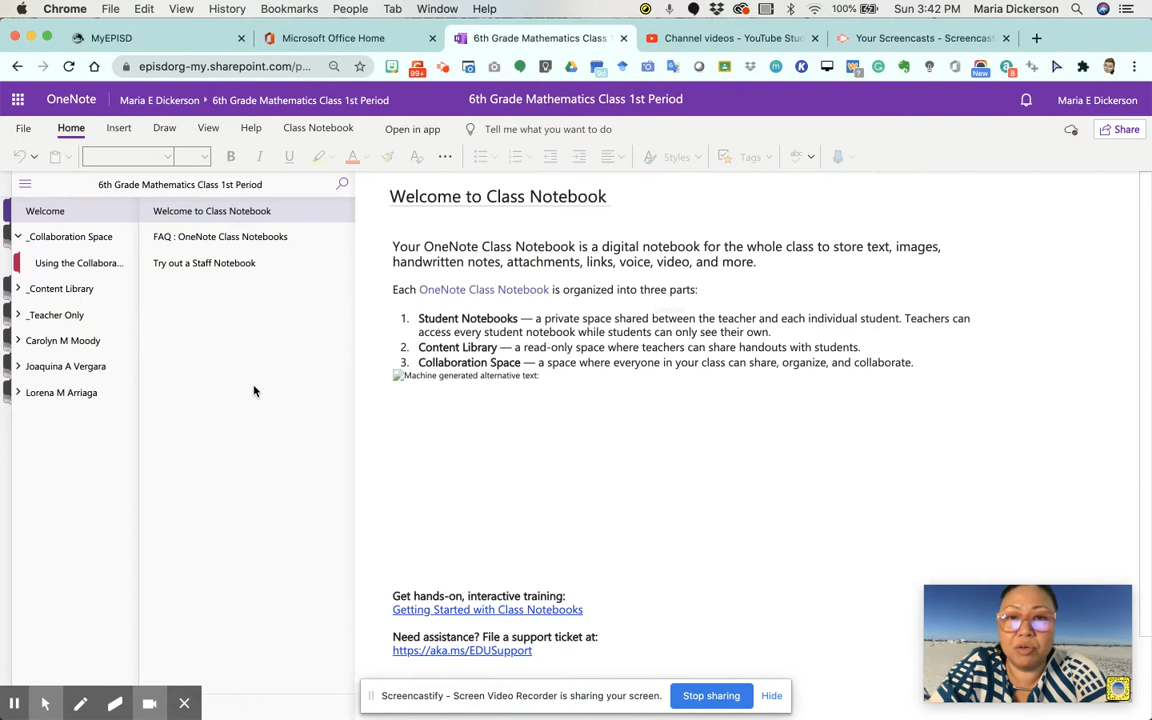 Chrome File Edit View History Bookmarks People Tab Window Help 100% Sun 3:42 PM Maria Dickerson
MyEPISD Microsoft Office Home 6th Grade Mathematics Class Channel videos - YouTube Stu Your Screencasts - Screencast
episdorg-my.sharepoint.com/p... 99+ New
OneNote Maria E Dickerson 6th Grade Mathematics Class 1st Period 6th Grade Mathematics Class 1st Period Maria E Dickerson
File Home Insert Draw View Help Class Notebook Open in app Tell me what you want to do Share
B I U A Styles Tags
6th Grade Mathematics Class 1st Period
Welcome
_Collaboration Space
Using the Collabora...
_Content Library
_Teacher Only
Carolyn M Moody
Joaquina A Vergara
Lorena M Arriaga
Welcome to Class Notebook
FAQ : OneNote Class Notebooks
Try out a Staff Notebook
Welcome to Class Notebook
Your OneNote Class Notebook is a digital notebook for the whole class to store text, images,
handwritten notes, attachments, links, voice, video, and more.
Each OneNote Class Notebook is organized into three parts:
1. Student Notebooks — a private space shared between the teacher and each individual student. Teachers can
access every student notebook while students can only see their own.
2. Content Library — a read-only space where teachers can share handouts with students.
3. Collaboration Space — a space where everyone in your class can share, organize, and collaborate.
Machine generated alternative text:
Get hands-on, interactive training:
Getting Started with Class Notebooks
Need assistance? File a support ticket at:
https://aka.ms/EDUSupport
Screencastify - Screen Video Recorder is sharing your screen. Stop sharing Hide